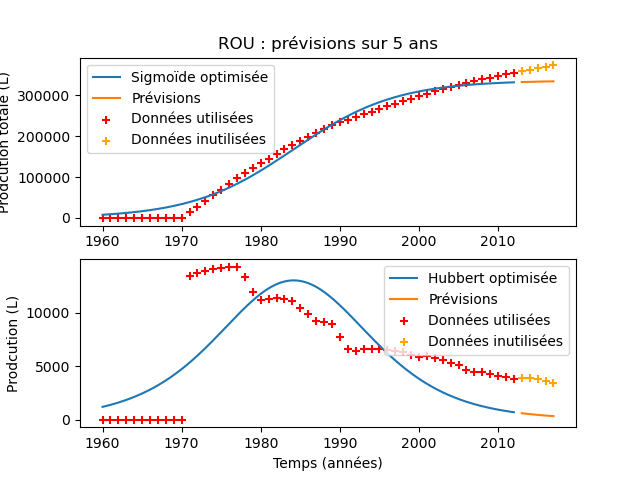 ROU : prévisions sur 5 ans
Prodcution totale (L)
300000
200000
100000
0
Sigmoïde optimisée
Prévisions
Données utilisées
Données inutilisées
1960 1970 1980 1990 2000 2010
Prodcution (L)
10000
5000
0
Hubbert optimisée
Prévisions
Données utilisées
Données inutilisées
1960 1970 1980 1990 2000 2010
Temps (années)